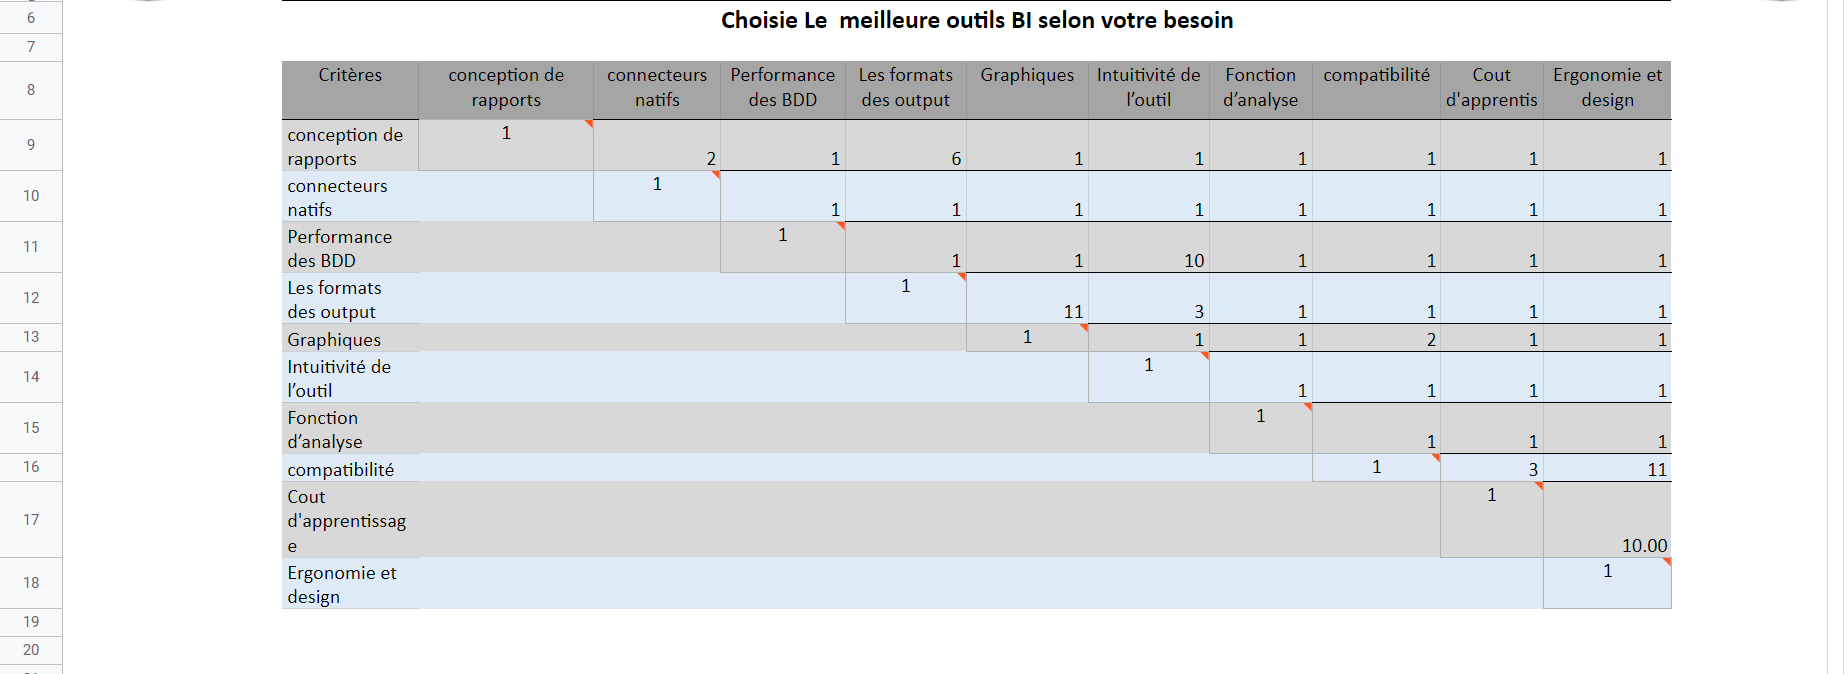 6
Choisie Le  meilleure outils BI selon votre besoin
7
8
Critères
conception de
rapports
connecteurs
natifs
Performance
des BDD
Les formats
des output
Graphiques
Intuitivité de
l’outil
Fonction
d’analyse
compatibilité
Cout
d'apprentis
Ergonomie et
design
9
conception de
rapports
1 2 1 6 1 1 1 1 1 1
10
connecteurs
natifs
1 1 1 1 1 1 1 1 1
11
Performance
des BDD
1 1 1 10 1 1 1 1
12
Les formats
des output
1 11 3 1 1 1 1
13
Graphiques
1 1 1 2 1 1
14
Intuitivité de
l’outil
1 1 1 1 1
15
Fonction
d’analyse
1 1 1 1
16
compatibilité
1 3 11
17
Cout
d'apprentissag
e
1 10.00
18
Ergonomie et
design
1
19
20